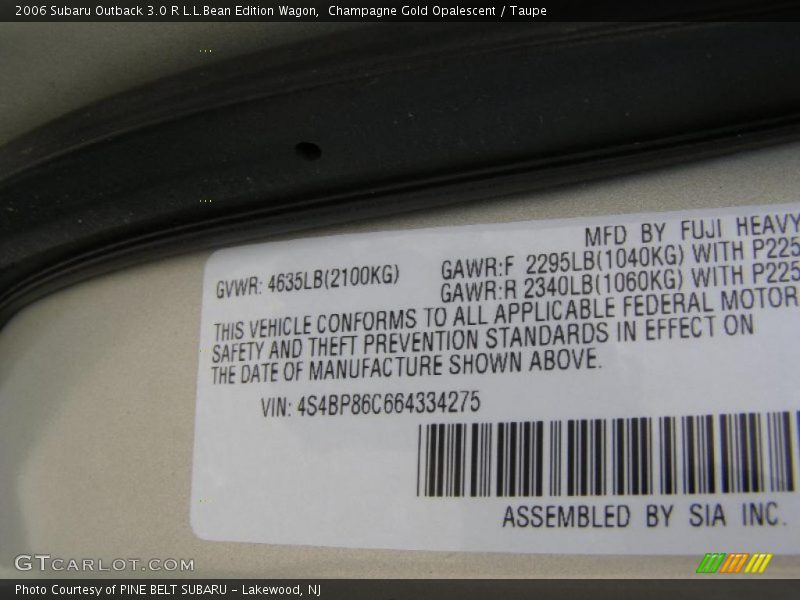 2006 Subaru Outback 3.0 R L.L.Bean Edition Wagon,  Champagne Gold Opalescent / Taupe
MFD BY FUJI HEAVY
GVWR: 4635LB(2100KG)
GAWR:F 2295LB(1040KG) WITH P225
GAWR:R 2340LB(1060KG) WITH P225
THIS VEHICLE CONFORMS TO ALL APPLICABLE FEDERAL MOTOR
SAFETY AND THEFT PREVENTION STANDARDS IN EFFECT ON
THE DATE OF MANUFACTURE SHOWN ABOVE.
VIN: 4S4BP86C664334275
ASSEMBLED BY SIA INC.
GTCARLOT.COM
Photo Courtesy of PINE BELT SUBARU - Lakewood, NJ